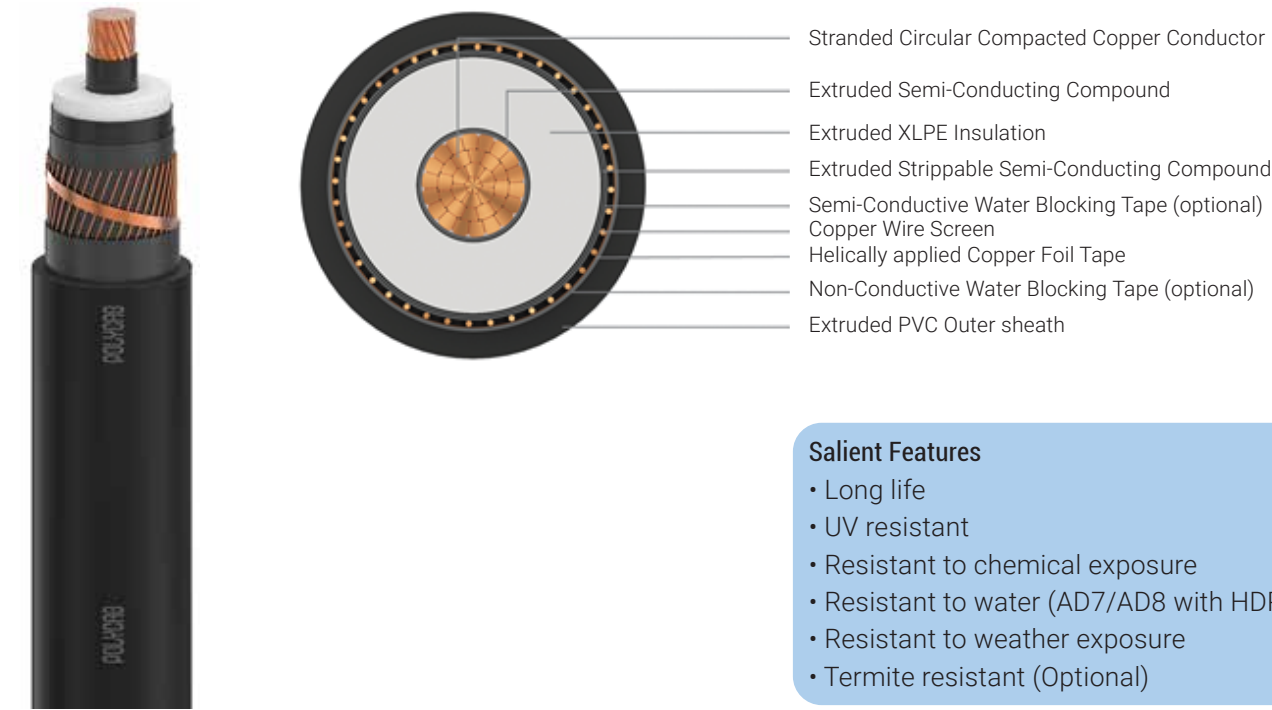 Stranded Circular Compacted Copper Conductor
Extruded Semi-Conducting Compound
Extruded XLPE Insulation
Extruded Strippable Semi-Conducting Compound
Semi-Conductive Water Blocking Tape (optional)
Copper Wire Screen
Helically applied Copper Foil Tape
Non-Conductive Water Blocking Tape (optional)
Extruded PVC Outer sheath
POLYCAB
POLYCAB
Salient Features
• Long life
• UV resistant
• Resistant to chemical exposure
• Resistant to water (AD7/AD8 with
• Resistant to weather exposure
• Termite resistant (Optional)